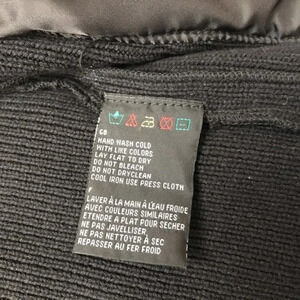 GB
HAND WASH COLD
WITH LIKE COLORS
LAY FLAT TO DRY
DO NOT BLEACH
DO NOT DRYCLEAN
COOL IRON USE PRESS CLOTH
F
LAVER À LA MAIN À L'EAU FROIDE
AVEC COULEURS SIMILAIRES
ETENDRE A PLAT POUR SECHER
NE PAS JAVELLISER
NE PAS NETTOYER À SEC
REPASSER AU FER FROID